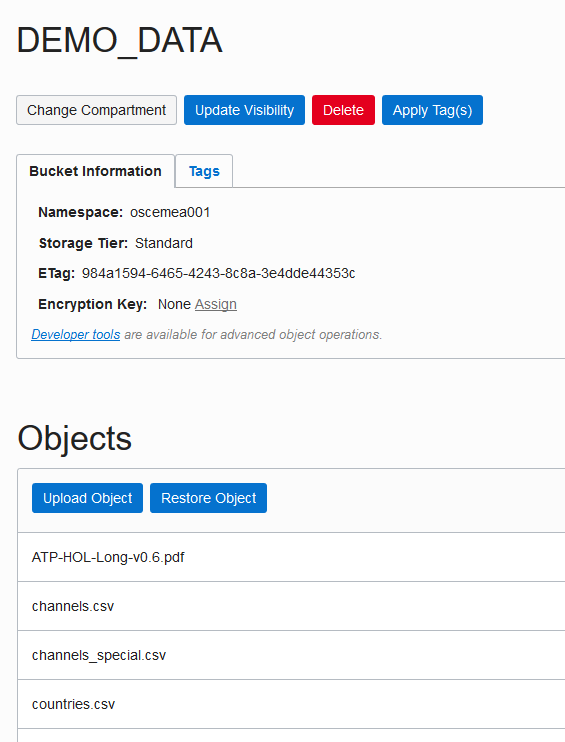 DEMO_DATA
Change Compartment Update Visibility Delete Apply Tag(s)
Bucket Information Tags
Namespace: oscemea001
Storage Tier: Standard
ETag: 984a1594-6465-4243-8c8a-3e4dde44353c
Encryption Key: None Assign
Developer tools are available for advanced object operations.
Objects
Upload Object Restore Object
ATP-HOL-Long-v0.6.pdf
channels.csv
channels_special.csv
countries.csv